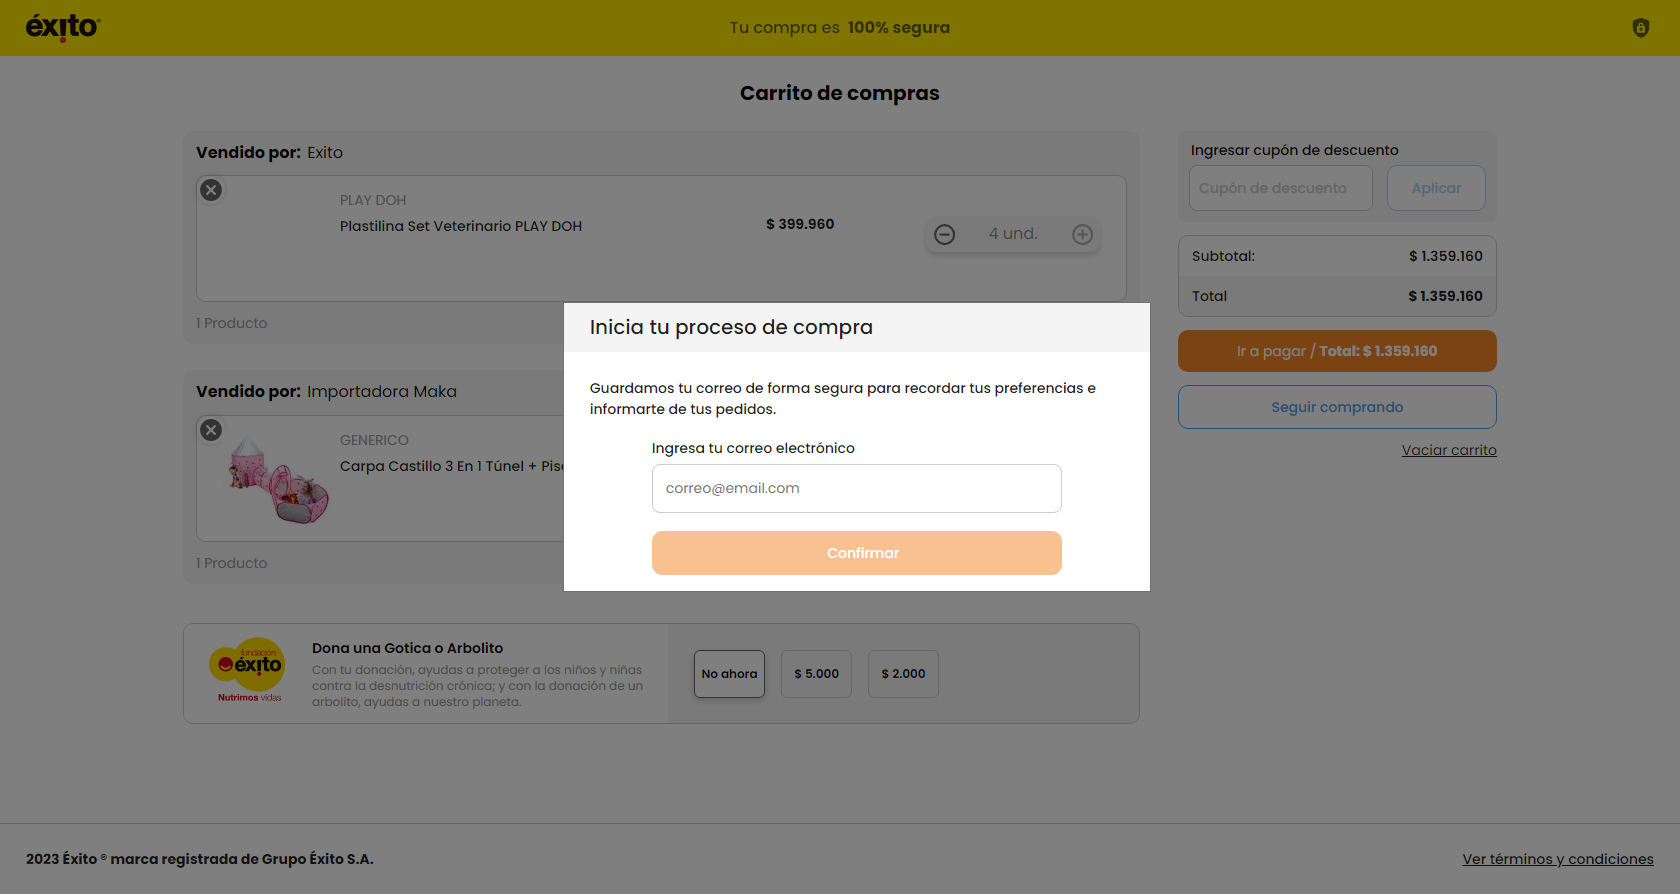 éxito®
Tu compra es 100% segura
Carrito de compras
Vendido por: Exito
PLAY DOH
Plastilina Set Veterinario PLAY DOH
$ 399.960
4 und.
1 Producto
Vendido por: Importadora Maka
GENERICO
Carpa Castillo 3 En 1 Túnel +
1 Producto
Inicia tu proceso de compra
Guardamos tu correo de forma segura para recordar tus preferencias e
informarte de tus pedidos.
Ingresa tu correo electrónico
correo@email.com
Confirmar
Ingresar cupón de descuento
Cupón de descuento
Aplicar
Subtotal: $ 1.359.160
Total $ 1.359.160
Ir a pagar / Total: $ 1.359.160
Seguir comprando
Vaciar carrito
fundación
éxito
Nutrimos vidas
Dona una Gotica o Arbolito
Con tu donación, ayudas a proteger a los niños y niñas
contra la desnutrición crónica; y con la donación de un
arbolito, ayudas a nuestro planeta.
No ahora
$ 5.000
$ 2.000
2023 Éxito ® marca registrada de Grupo Éxito S.A.
Ver términos y condiciones